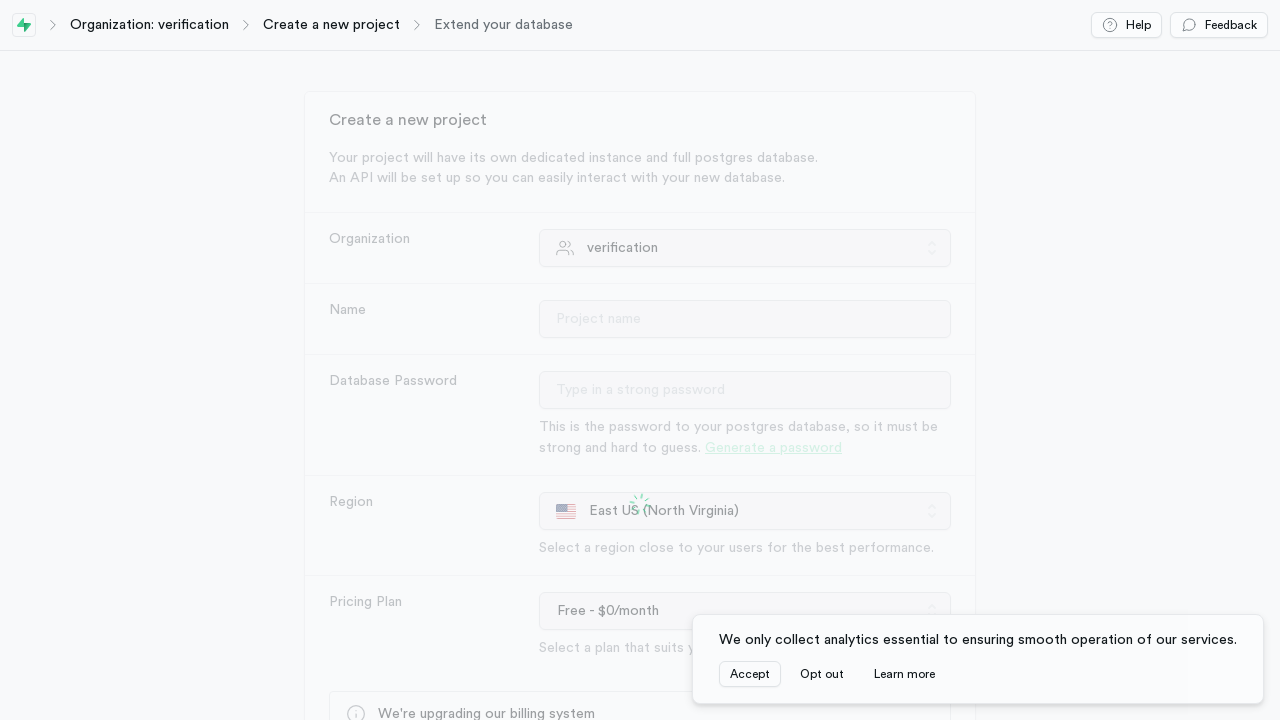 Organization: verification
Create a new project
Extend your database
Help
Feedback
Create a new project
Your project will have its own dedicated instance and full postgres database.
An API will be set up so you can easily interact with your new database.
Organization
verification
Name
Project name
Database Password
Type in a strong password
This is the password to your postgres database, so it must be
strong and hard to guess. Generate a password
Region
East US (North Virginia)
Select a region close to your users for the best performance.
Pricing Plan
Free - $0/month
Select a plan that suits
We only collect analytics essential to ensuring smooth operation of our services.
Accept
Opt out
Learn more
We're upgrading our billing system